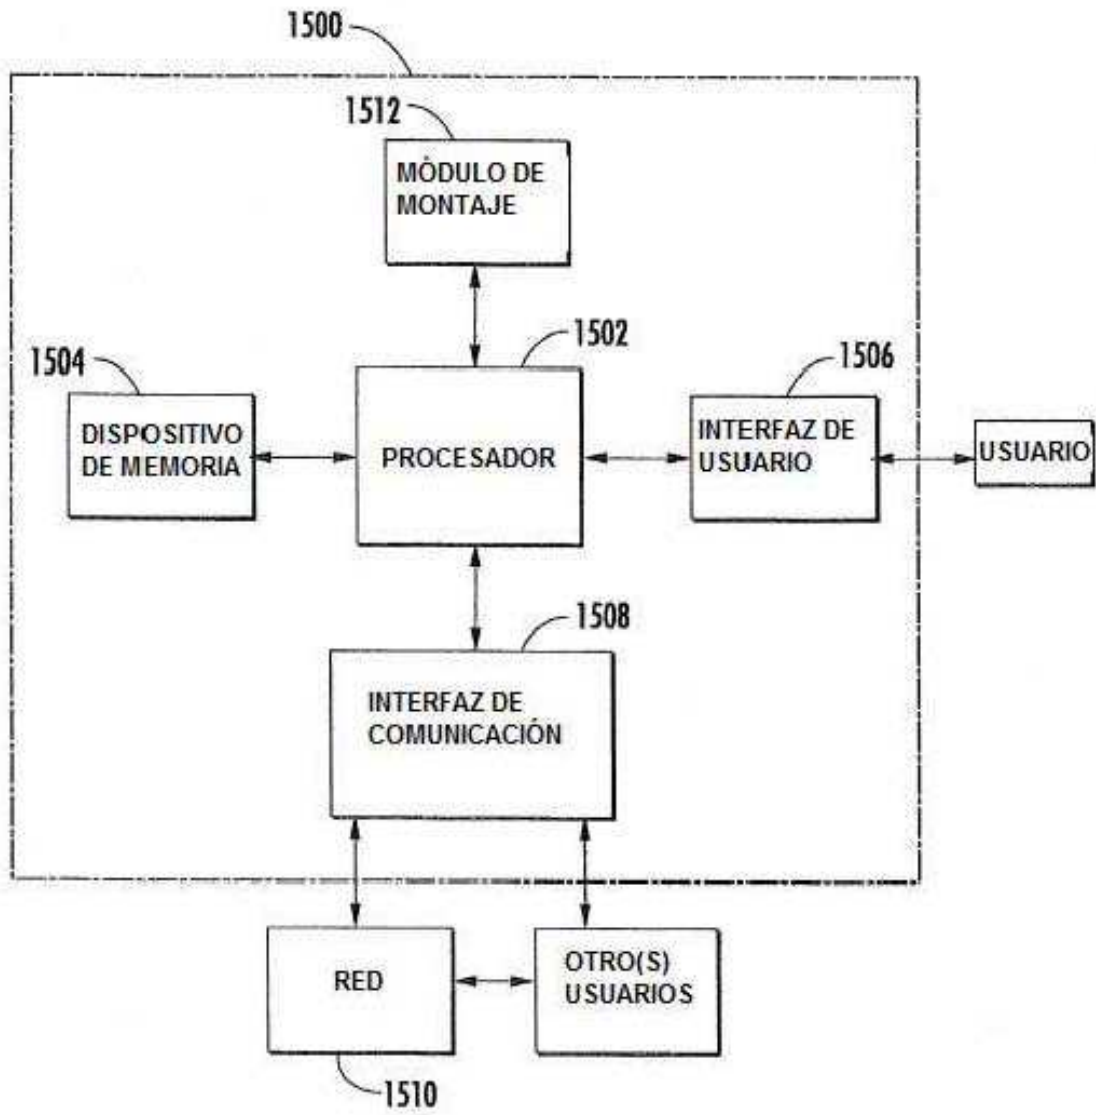 1500
1512
MÓDULO DE
MONTAJE
1502
1504
1506
DISPOSITIVO
DE MEMORIA
PROCESADOR
INTERFAZ DE
USUARIO
USUARIO
1508
INTERFAZ DE
COMUNICACIÓN
RED
OTRO(S)
USUARIOS
1510